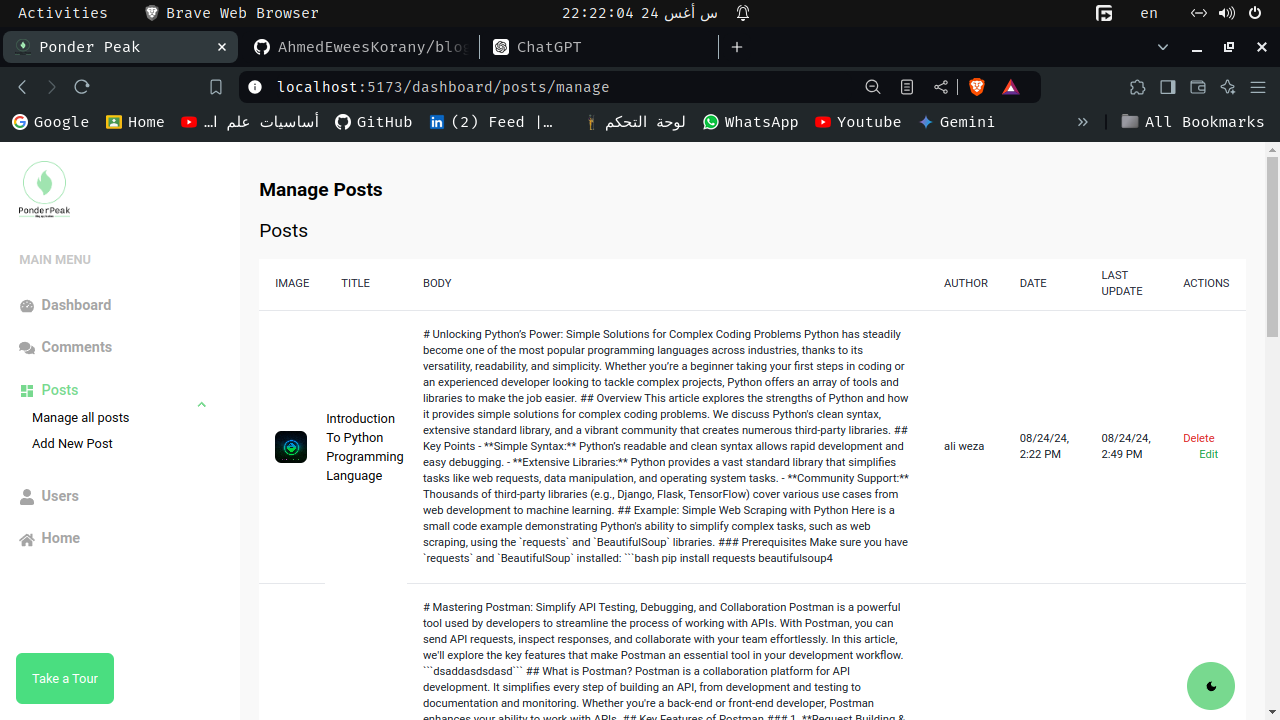 Activities
Brave Web Browser
22:22:04 24 س أغس
en
Ponder Peak
AhmedEweesKorany/blog
ChatGPT
localhost:5173/dashboard/posts/manage
Google
Home
أساسيات علم ا…
GitHub
(2) Feed |…
لوحة التحكم
WhatsApp
Youtube
Gemini
All Bookmarks
PonderPeak
MAIN MENU
Dashboard
Comments
Posts
Manage all posts
Add New Post
Users
Home
Take a Tour
Manage Posts
Posts
IMAGE TITLE BODY AUTHOR DATE LAST UPDATE ACTIONS
Introduction
To Python
Programming
Language
# Unlocking Python's Power: Simple Solutions for Complex Coding Problems Python has steadily
become one of the most popular programming languages across industries, thanks to its
versatility, readability, and simplicity. Whether you're a beginner taking your first steps in coding or
an experienced developer looking to tackle complex projects, Python offers an array of tools and
libraries to make the job easier. ## Overview This article explores the strengths of Python and how
it provides simple solutions for complex coding problems. We discuss Python's clean syntax,
extensive standard library, and a vibrant community that creates numerous third-party libraries. ##
Key Points - **Simple Syntax:** Python's readable and clean syntax allows rapid development and
easy debugging. - **Extensive Libraries:** Python provides a vast standard library that simplifies
tasks like web requests, data manipulation, and operating system tasks. - **Community Support:**
Thousands of third-party libraries (e.g., Django, Flask, TensorFlow) cover various use cases from
web development to machine learning. ## Example: Simple Web Scraping with Python Here is a
small code example demonstrating Python's ability to simplify complex tasks, such as web
scraping, using the `requests` and `BeautifulSoup` libraries. ### Prerequisites Make sure you have
`requests` and `BeautifulSoup` installed: ```bash pip install requests beautifulsoup4
ali weza
08/24/24,
2:22 PM
08/24/24,
2:49 PM
Delete
Edit
# Mastering Postman: Simplify API Testing, Debugging, and Collaboration Postman is a powerful
tool used by developers to streamline the process of working with APIs. With Postman, you can
send API requests, inspect responses, and collaborate with your team effortlessly. In this article,
we'll explore the key features that make Postman an essential tool in your development workflow.
```dsaddasdsdasd``` ## What is Postman? Postman is a collaboration platform for API
development. It simplifies every step of building an API, from development and testing to
documentation and monitoring. Whether you're a back-end or front-end developer, Postman
enhances your ability to work with APIs. ## Key Features of Postman ### 1. **Request Building &